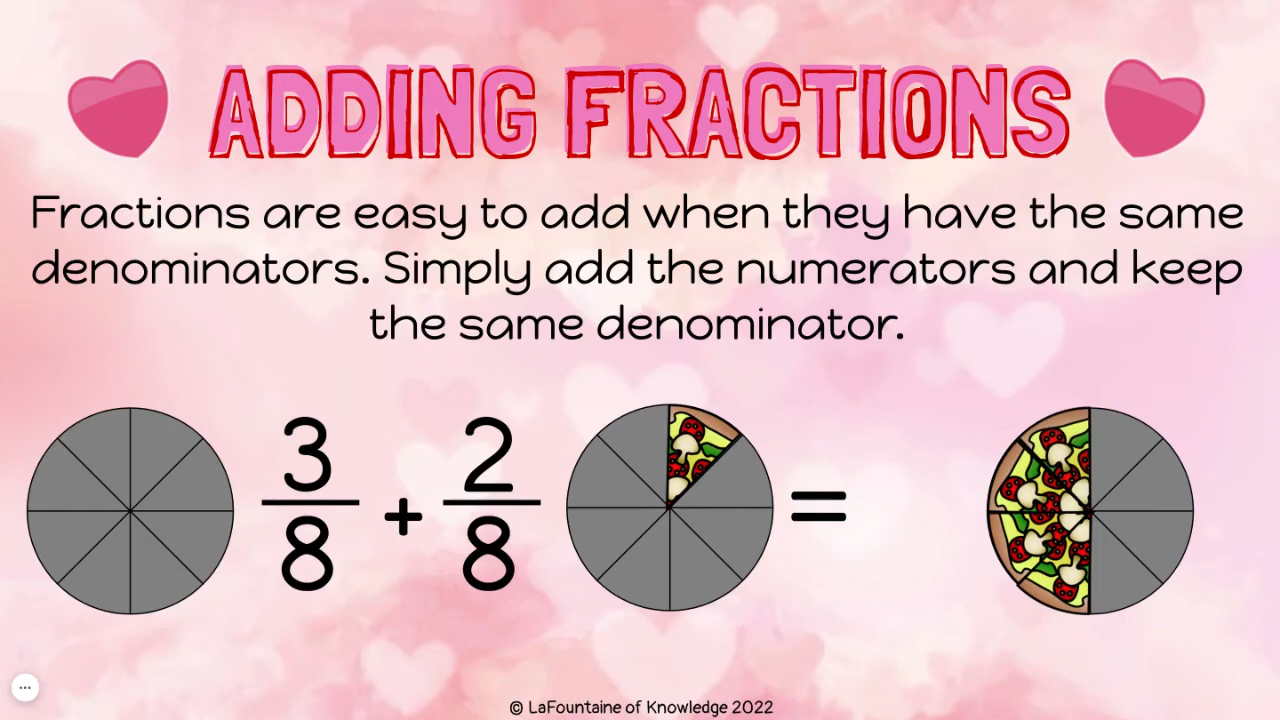 ADDING FRACTIONS
Fractions are easy to add when they have the same
denominators. Simply add the numerators and keep
the same denominator.
3/8 + 2/8 =
© LaFountaine of Knowledge 2022